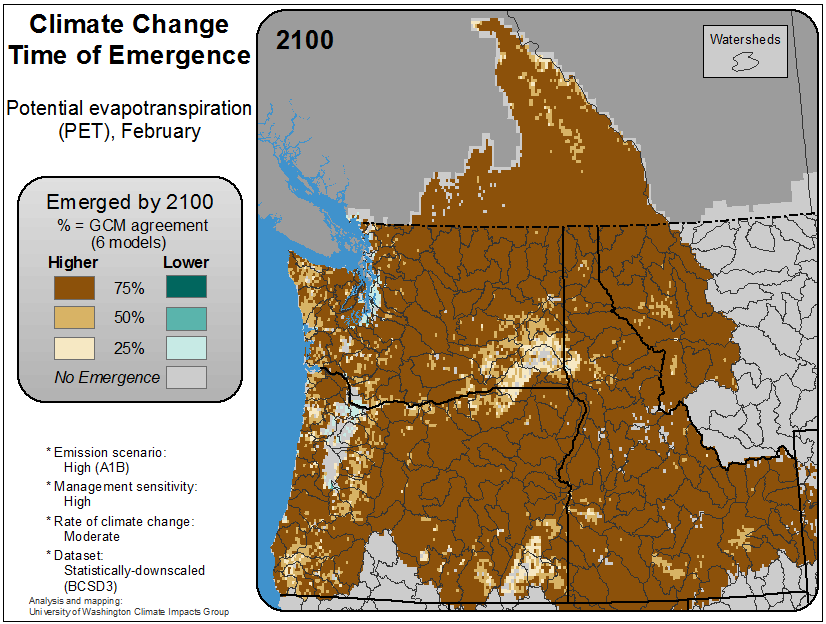 Climate Change
Time of Emergence
Potential evapotranspiration
(PET), February
Emerged by 2100
% = GCM agreement
(6 models)
Higher Lower
75%
50%
25%
No Emergence
* Emission scenario:
High (A1B)
* Management sensitivity:
High
* Rate of climate change:
Moderate
* Dataset:
Statistically-downscaled
(BCSD3)
Analysis and mapping:
University of Washington Climate Impacts Group
2100
Watersheds